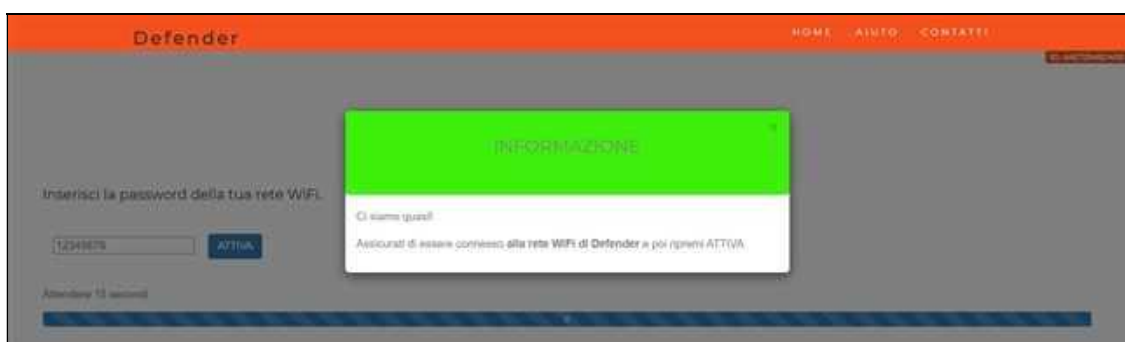 Defender
HOME AIUTO CONTATTI
INFORMAZIONE
Inserisci la password della tua rete WiFi.
Ci siamo quasi!
Assicurati di essere connesso alla rete WiFi di Defender e poi ripremi ATTIVA
12345678 ATTIVA
Attendere 10 secondi